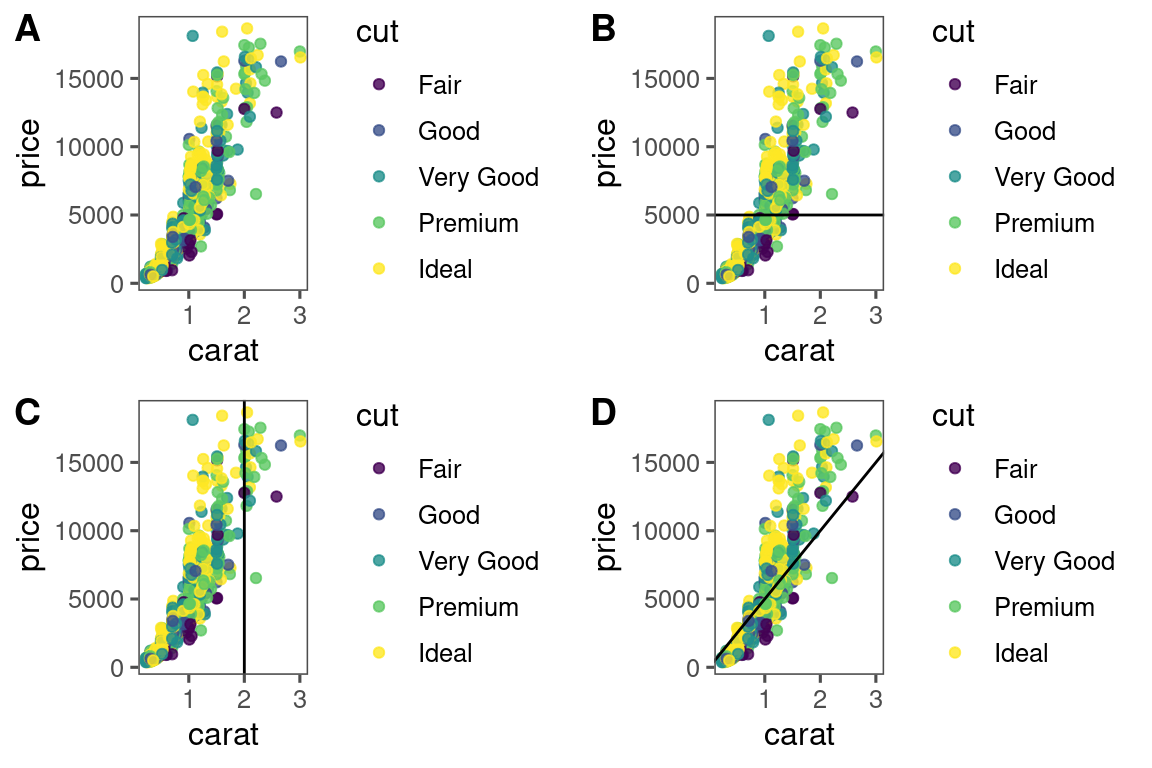 A
cut
15000
10000
5000
0
price
1 2 3
carat
Fair
Good
Very Good
Premium
Ideal
B
cut
15000
10000
5000
0
price
1 2 3
carat
Fair
Good
Very Good
Premium
Ideal
C
cut
15000
10000
5000
0
price
1 2 3
carat
Fair
Good
Very Good
Premium
Ideal
D
cut
15000
10000
5000
0
price
1 2 3
carat
Fair
Good
Very Good
Premium
Ideal